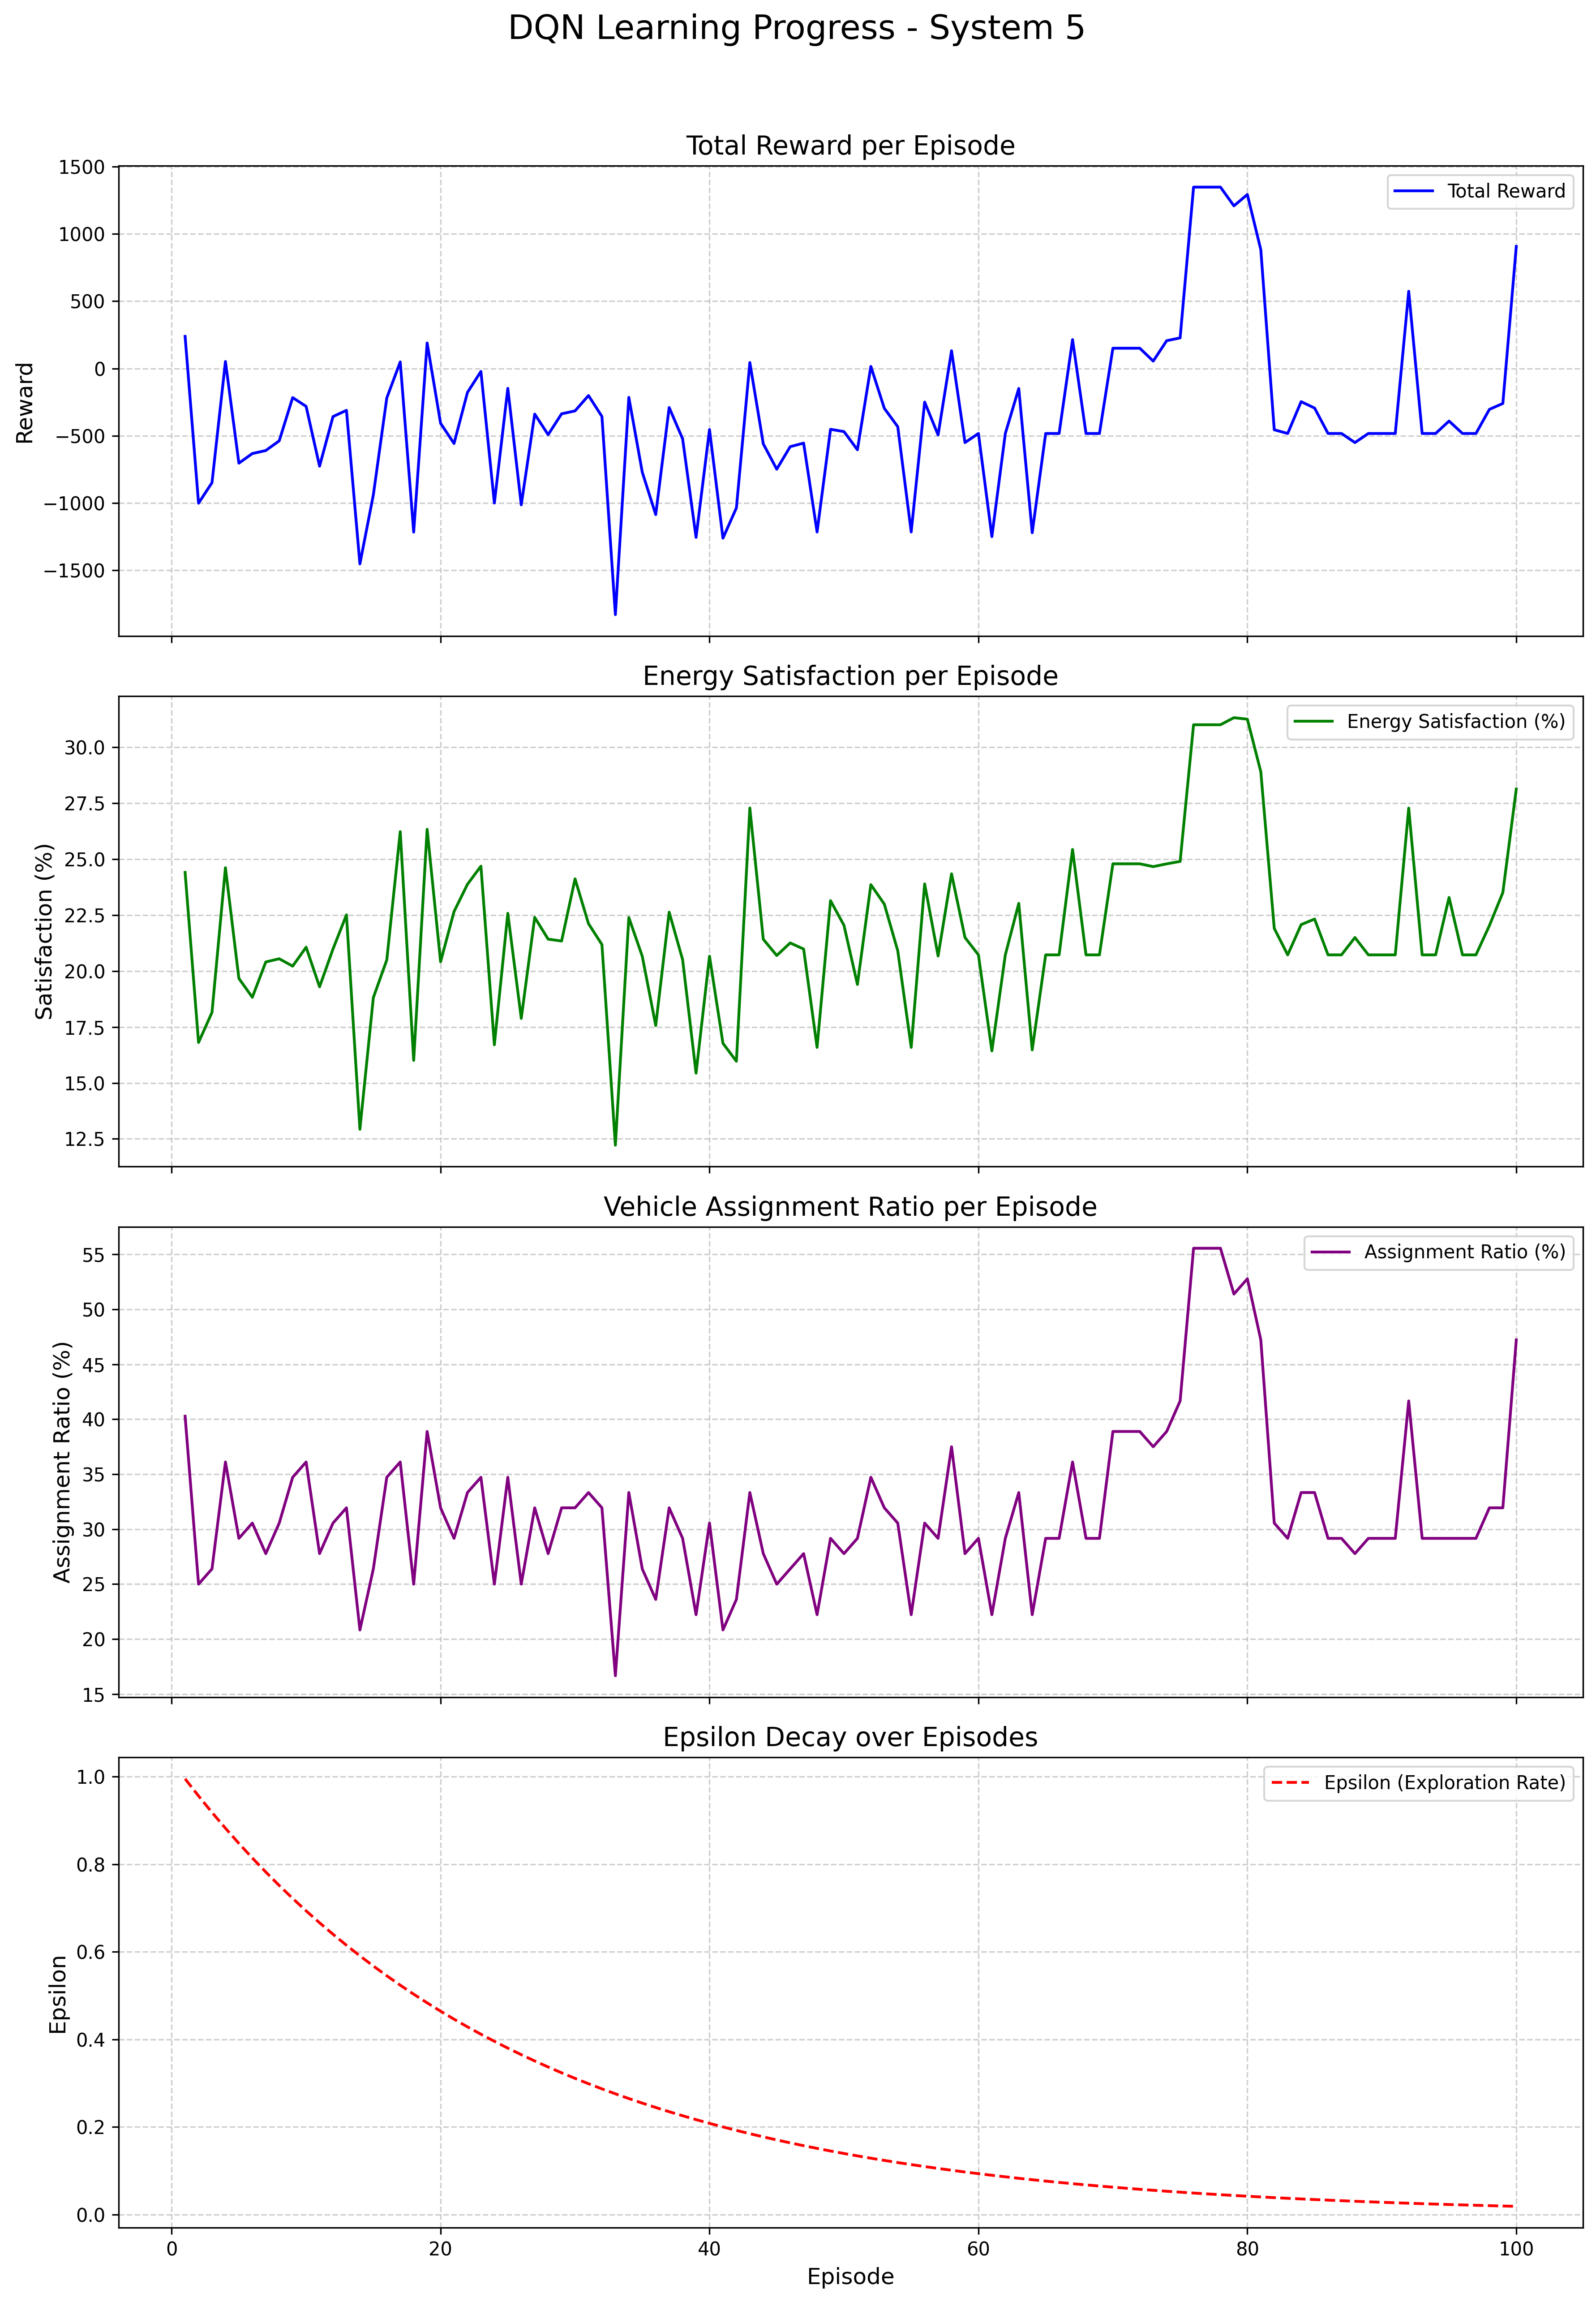 DQN Learning Progress - System 5
Total Reward per Episode
1500
1000
500
0
−500
−1000
−1500
Reward
Total Reward
Energy Satisfaction per Episode
30.0
27.5
25.0
22.5
20.0
17.5
15.0
12.5
Satisfaction (%)
Energy Satisfaction (%)
Vehicle Assignment Ratio per Episode
55
50
45
40
35
30
25
20
15
Assignment Ratio (%)
Assignment Ratio (%)
Epsilon Decay over Episodes
1.0
0.8
0.6
0.4
0.2
0.0
Epsilon
Epsilon (Exploration Rate)
0 20 40 60 80 100
Episode